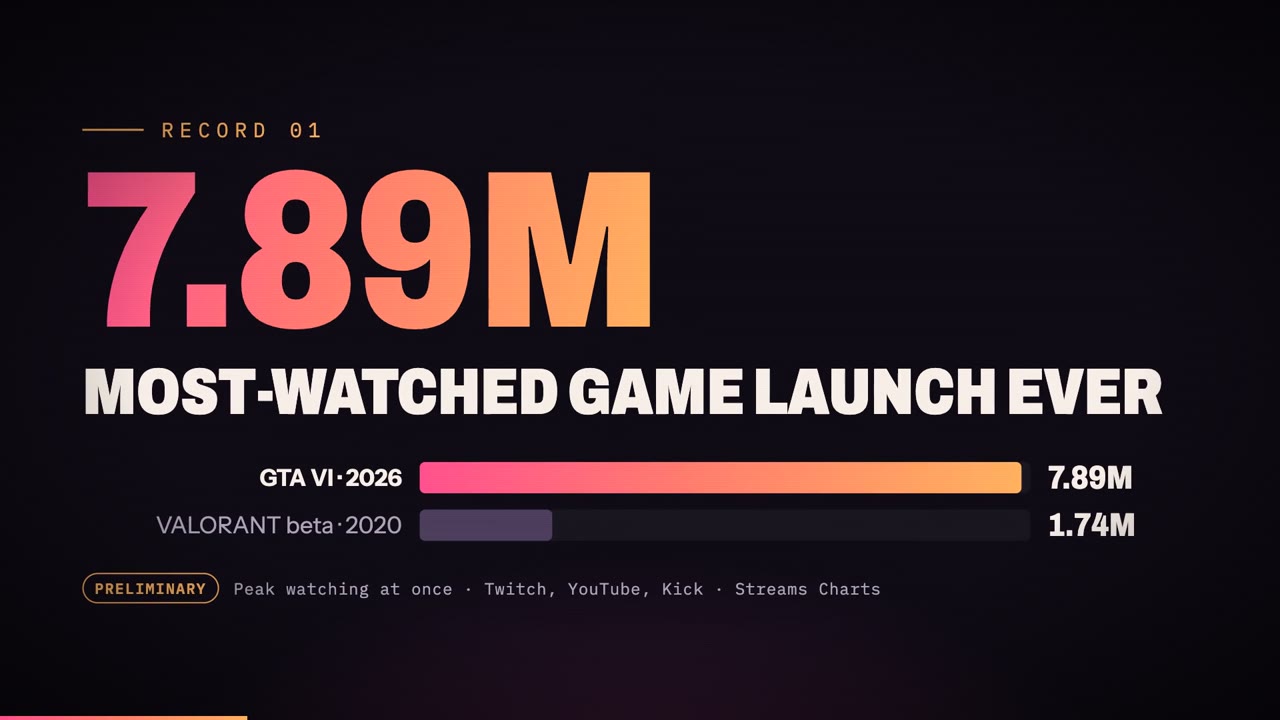 RECORD 01
7.89M
MOST-WATCHED GAME LAUNCH EVER
GTA VI · 2026 7.89M
VALORANT beta · 2020 1.74M
PRELIMINARY Peak watching at once · Twitch, YouTube, Kick · Streams Charts